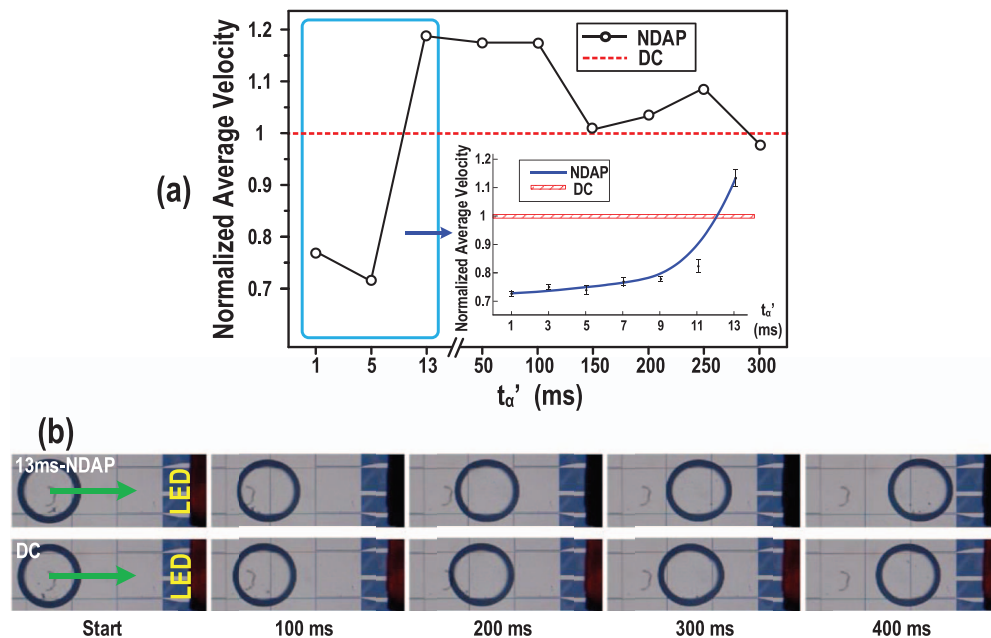 (a)
Normalized Average Velocity
1.2
1.1
1
0.9
0.8
0.7
NDAP
DC
Normalized Average Velocity
1.2
1.1
1
0.9
0.8
0.7
NDAP
DC
1 3 5 7 9 11 13
tα’
(ms)
1 5 13 50 100 150 200 250 300
tα’ (ms)
(b)
13ms-NDAP
LED
DC
LED
Start 100 ms 200 ms 300 ms 400 ms